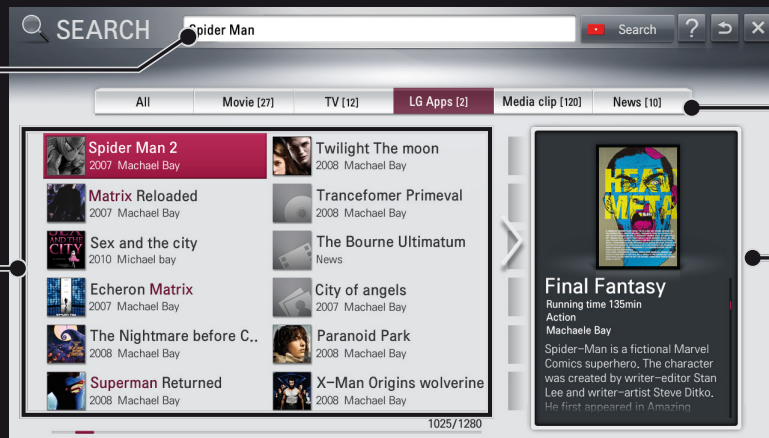 SEARCH
Spider Man
Search
?
All
Movie [27]
TV [12]
LG Apps [2]
Media clip [120]
News [10]
Spider Man 2
2007 Machael Bay
Matrix Reloaded
2007 Machael Bay
Sex and the city
2010 Michael bay
Echeron Matrix
2007 Machael Bay
The Nightmare before C..
2008 Machael Bay
Superman Returned
2008 Machael Bay
Twilight The moon
2008 Machael Bay
Trancefomer Primeval
2008 Machael Bay
The Bourne Ultimatum
News
City of angels
2007 Machael Bay
Paranoid Park
2008 Machael Bay
X-Man Origins wolverine
2008 Machael Bay
1025/1280
SEX
AND THE
CITY
HEAV
META
Final Fantasy
Running time 135min
Action
Machaele Bay
Spider-Man is a fictional Marvel
Comics superhero. The character
was created by writer-editor Stan
Lee and writer-artist Steve Ditko.
He first appeared in Amazing